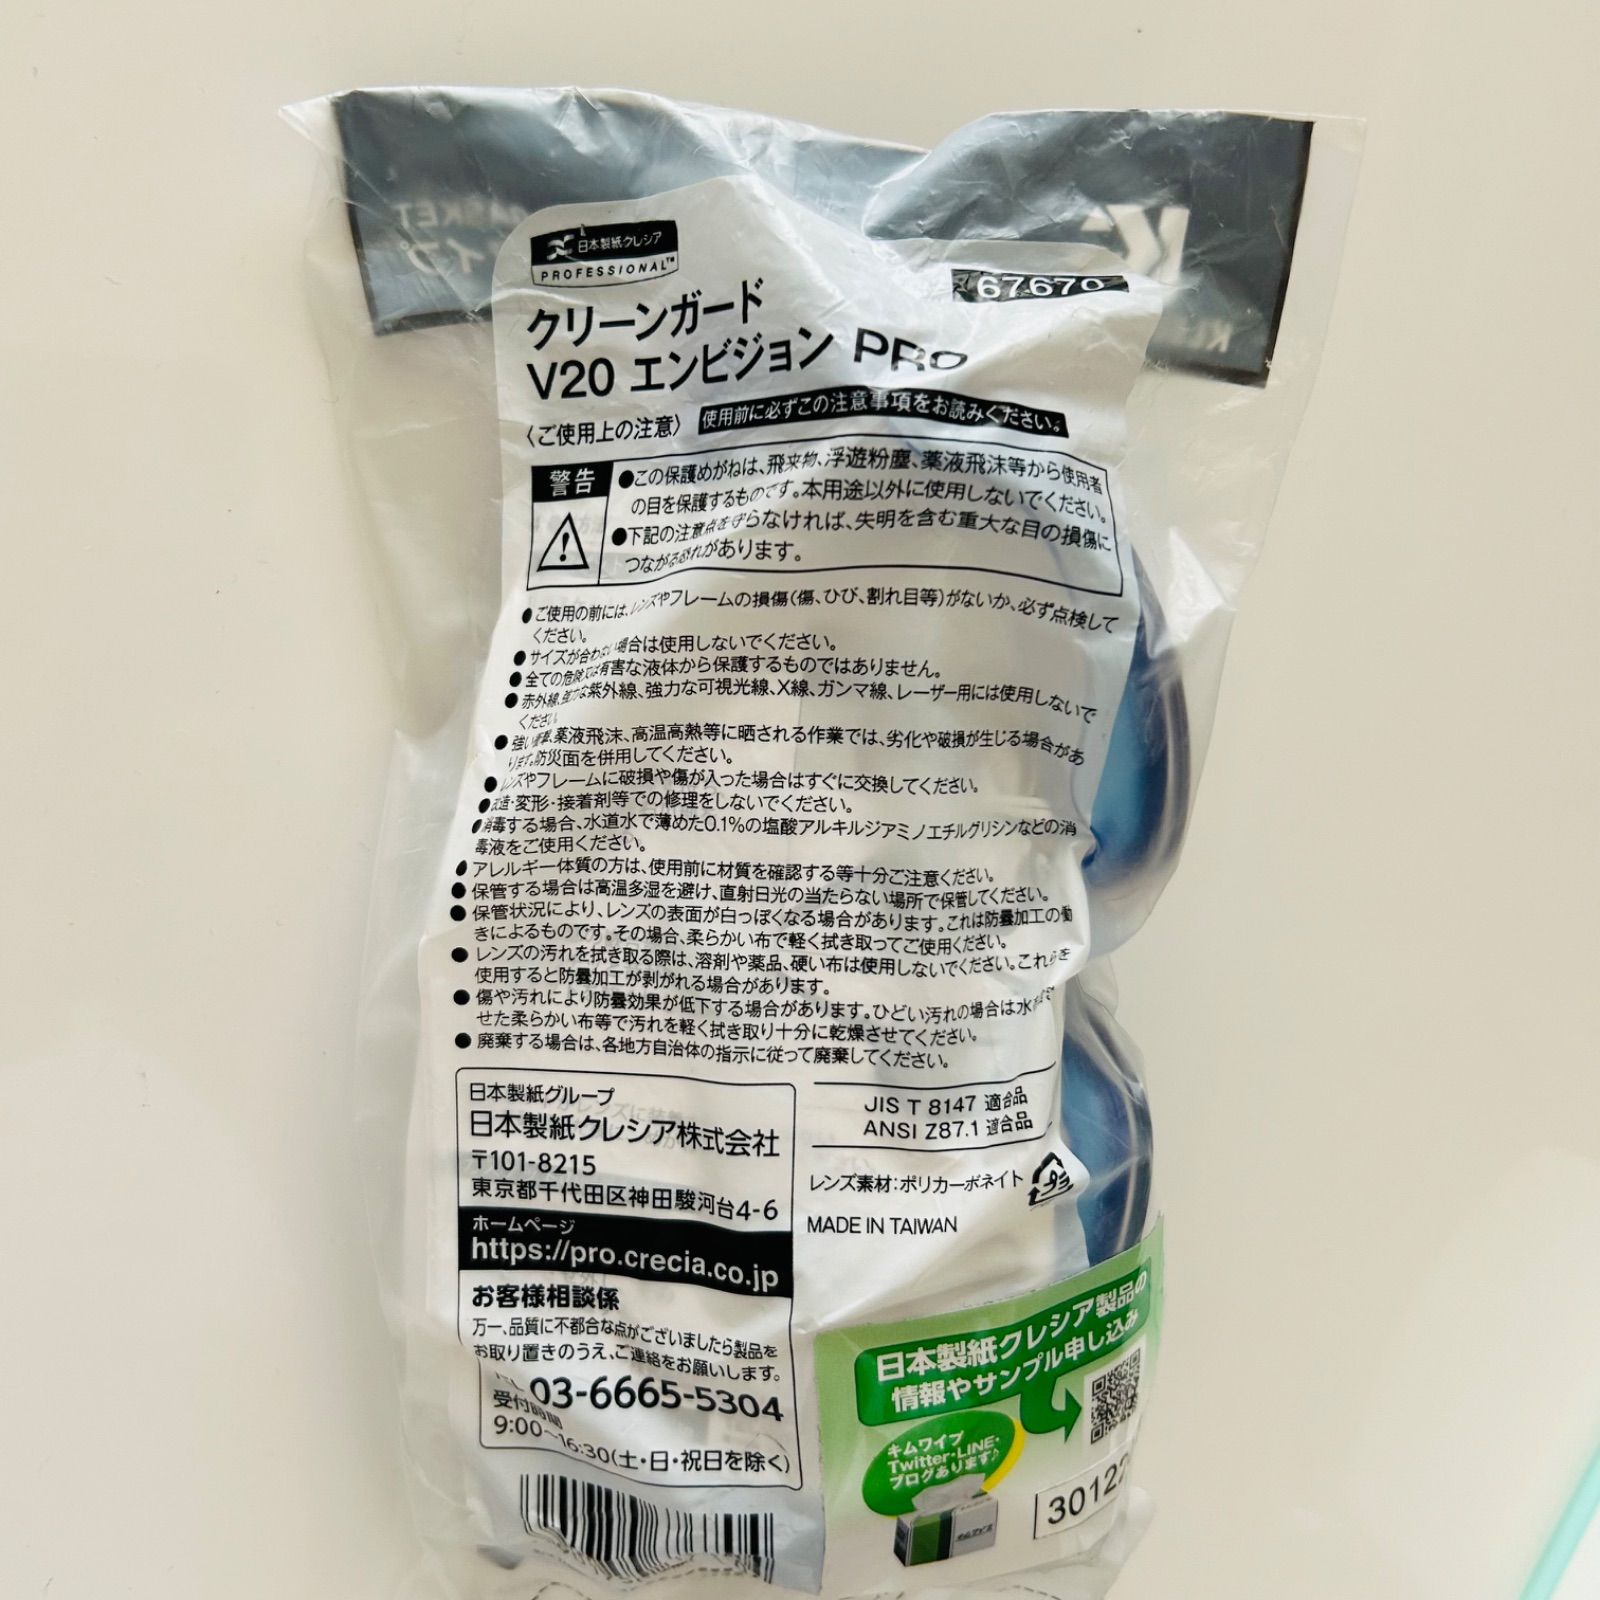 日本製紙クレシア
PROFESSIONAL™
67670
クリーンガード
V20 エンビジョン PRO
〈ご使用上の注意〉 使用前に必ずこの注意事項をお読みください。
警告
●この保護めがねは、飛来物、浮遊粉塵、薬液飛沫等から使用者
の目を保護するものです。本用途以外に使用しないでください。
●下記の注意点を守らなければ、失明を含む重大な目の損傷に
つながる恐れがあります。
●ご使用の前には、レンズやフレームの損傷(傷、ひび、割れ目等)がないか、必ず点検して
ください。
●サイズが合わない場合は使用しないでください。
●全ての危険又は有害な液体から保護するものではありません。
●赤外線、強力な紫外線、強力な可視光線、X線、ガンマ線、レーザー用には使用しないで
ください。
●強い衝撃、薬液飛沫、高温高熱等に晒される作業では、劣化や破損が生じる場合があ
ります。防災面を併用してください。
●レンズやフレームに破損や傷が入った場合はすぐに交換してください。
●改造・変形・接着剤等での修理をしないでください。
●消毒する場合、水道水で薄めた0.1%の塩酸アルキルジアミノエチルグリシンなどの消
毒液をご使用ください。
●アレルギー体質の方は、使用前に材質を確認する等十分ご注意ください。
●保管する場合は高温多湿を避け、直射日光の当たらない場所で保管してください。
●保管状況により、レンズの表面が白っぽくなる場合があります。これは防曇加工の働
きによるものです。その場合、柔らかい布で軽く拭き取ってご使用ください。
●レンズの汚れを拭き取る際は、溶剤や薬品、硬い布は使用しないでください。これらを
使用すると防曇加工が剥がれる場合があります。
●傷や汚れにより防曇効果が低下する場合があります。ひどい汚れの場合は水
せた柔らかい布等で汚れを軽く拭き取り十分に乾燥させてください。
●廃棄する場合は、各地方自治体の指示に従って廃棄してください。
日本製紙グループ
日本製紙クレシア株式会社
〒101-8215
東京都千代田区神田駿河台4-6
ホームページ
https://pro.crecia.co.jp
お客様相談係
万一、品質に不都合な点がございましたら製品を
お取り置きのうえ、ご連絡をお願いします。
03-6665-5304
受付時間
9:00~16:30(土・日・祝日を除く)
JIS T 8147 適合品
ANSI Z87.1 適合品
レンズ素材:ポリカーボネイト プラ
MADE IN TAIWAN
日本製紙クレシア製品の
情報やサンプル申し込み
キムワイプ
Twitter・LINE・
ブログあります♪
キムワイプ